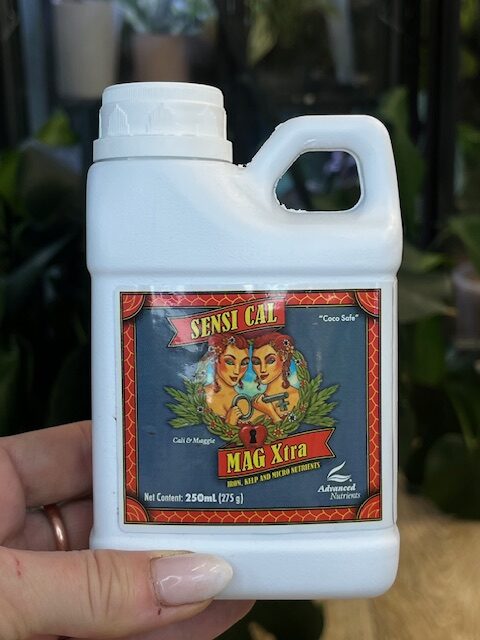 SENSI CAL
"Coco Safe"
Cali & Maggie
MAG Xtra
IRON, KELP AND MICRO NUTRIENTS
Net Content: 250mL (275 g)
Advanced
Nutrients